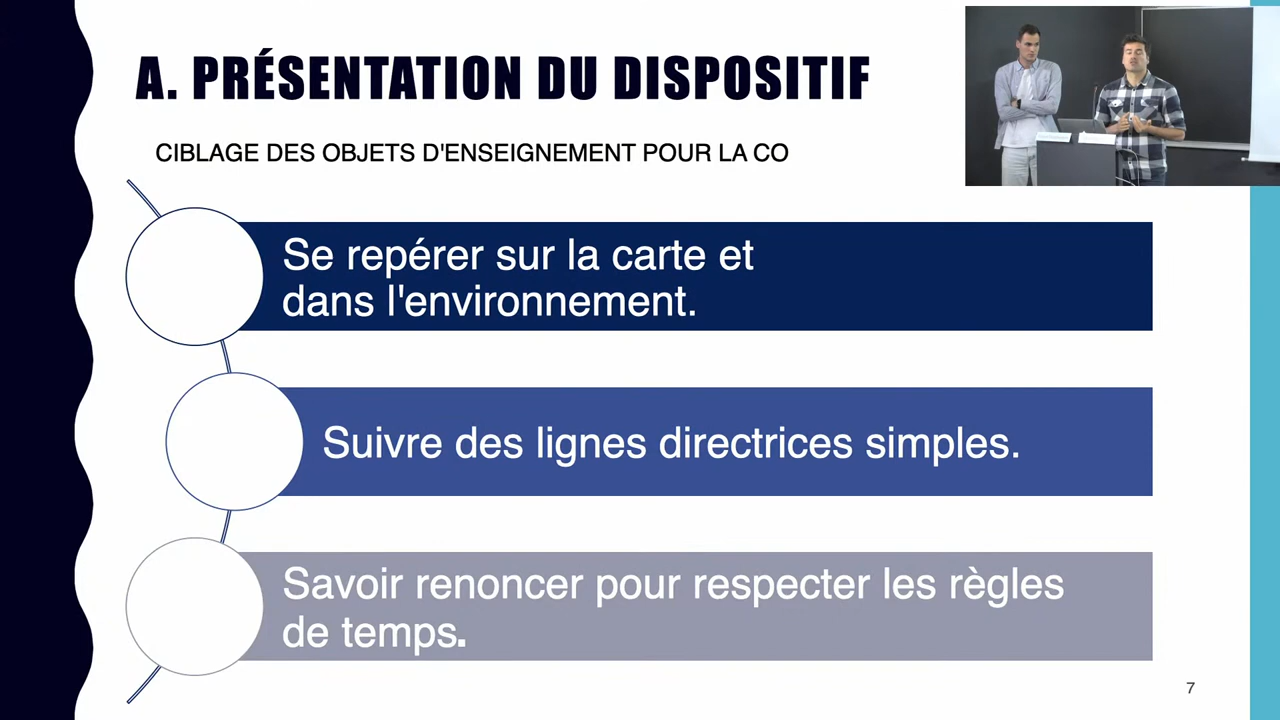 A. PRÉSENTATION DU DISPOSITIF
CIBLAGE DES OBJETS D'ENSEIGNEMENT POUR LA CO
Se repérer sur la carte et
dans l'environnement.
Suivre des lignes directrices simples.
Savoir renoncer pour respecter les règles
de temps.
7